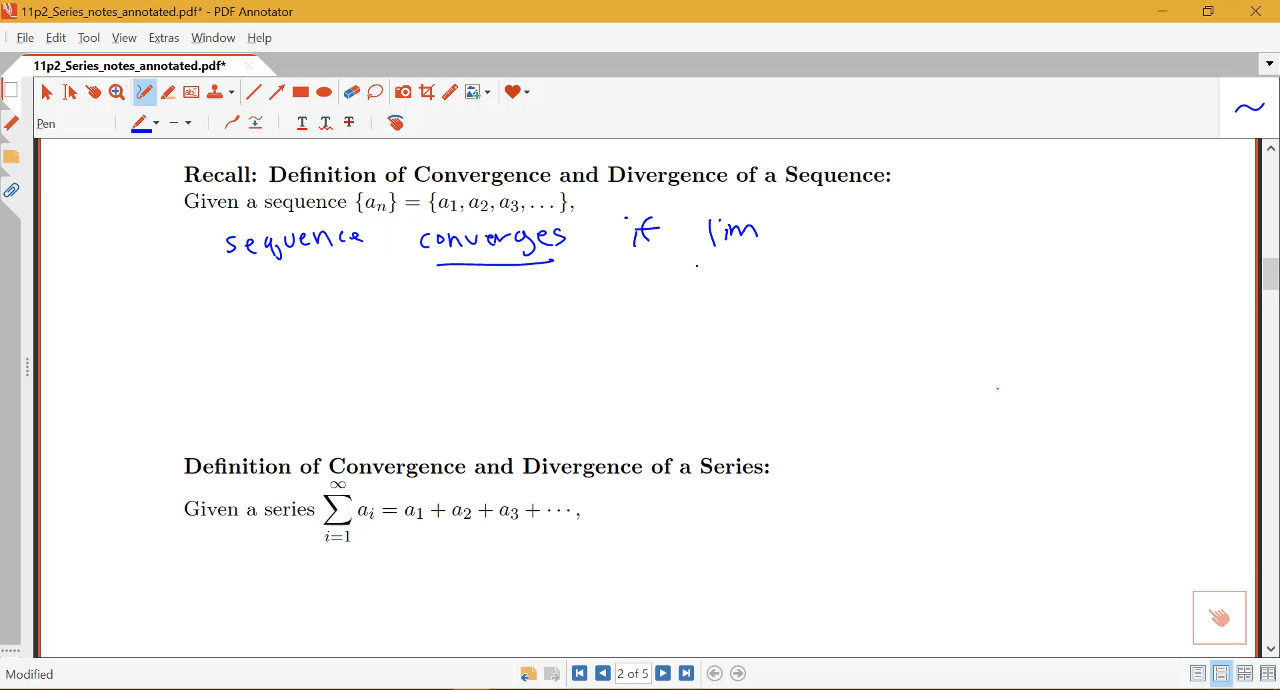 11p2_Series_notes_annotated.pdf* - PDF Annotator
File Edit Tool View Extras Window Help
11p2_Series_notes_annotated.pdf*
Pen
Recall: Definition of Convergence and Divergence of a Sequence:
Given a sequence {aₙ} = {a₁, a₂, a₃, . . . },
sequence converges if lim
Definition of Convergence and Divergence of a Series:
Given a series ∑_{i=1}^{∞} aᵢ = a₁ + a₂ + a₃ + · · · ,
Modified
2 of 5